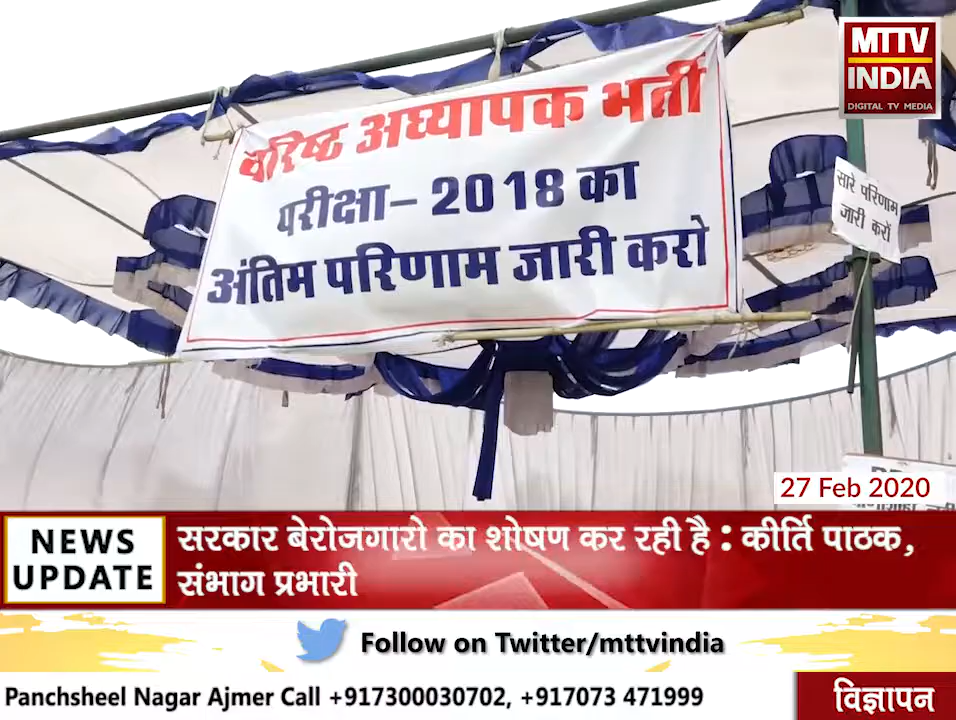 MTTV
INDIA
DIGITAL TV MEDIA
वरिष्ठ अध्यापक भर्ती
परीक्षा– 2018 का
अंतिम परिणाम जारी करो
सारे परिणाम
जारी करों
27 Feb 2020
NEWS
UPDATE
सरकार बेरोजगारो का शोषण कर रही है : कीर्ति पाठक,
संभाग प्रभारी
Follow on Twitter/mttvindia
Panchsheel Nagar Ajmer Call +917300030702, +917073 471999
विज्ञापन